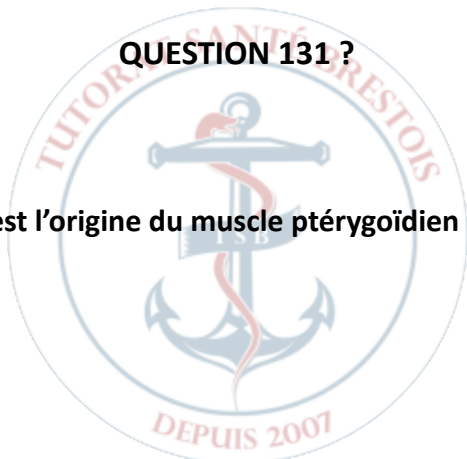 QUESTION 131 ?
TUTORAT SANTÉ BRESTOIS
est l’origine du muscle ptérygoïdien
TSB
DEPUIS 2007